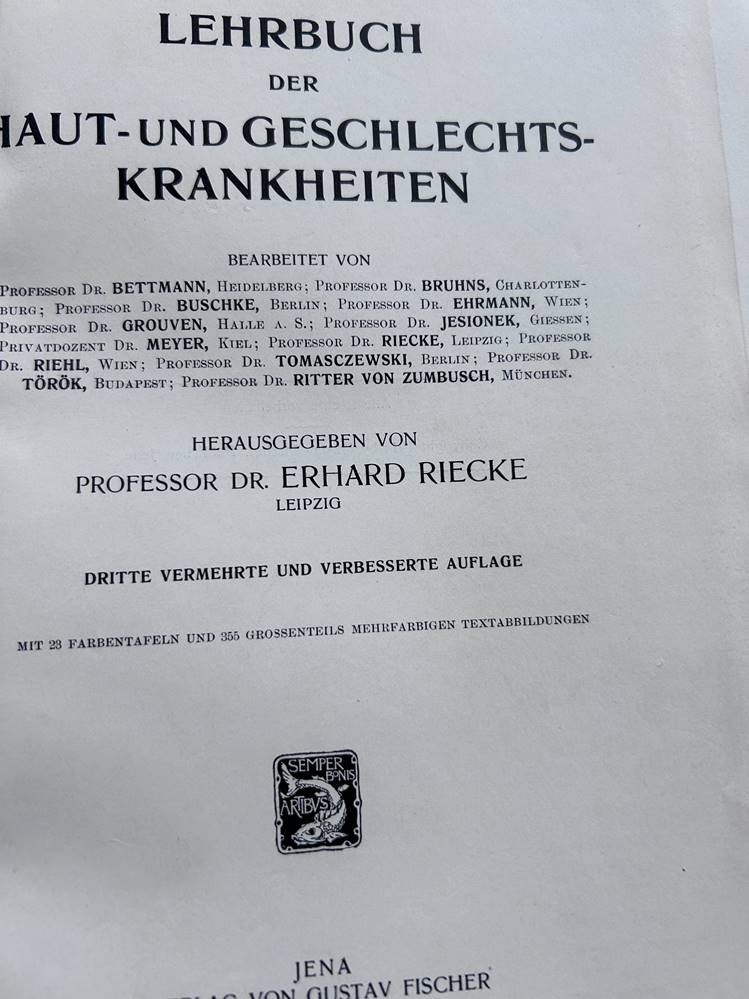 LEHRBUCH
DER
HAUT- UND GESCHLECHTS-
KRANKHEITEN
BEARBEITET VON
PROFESSOR DR. BETTMANN, HEIDELBERG; PROFESSOR DR. BRUHNS, CHARLOTTEN-
BURG; PROFESSOR DR. BUSCHKE, BERLIN; PROFESSOR DR. EHRMANN, WIEN;
PROFESSOR DR. GROUVEN, HALLE A. S.; PROFESSOR DR. JESIONEK, GIESSEN;
PRIVATDOZENT DR. MEYER, KIEL; PROFESSOR DR. RIECKE, LEIPZIG; PROFESSOR
DR. RIEHL, WIEN; PROFESSOR DR. TOMASCZEWSKI, BERLIN; PROFESSOR DR.
TÖRÖK, BUDAPEST; PROFESSOR DR. RITTER VON ZUMBUSCH, MÜNCHEN.
HERAUSGEGEBEN VON
PROFESSOR DR. ERHARD RIECKE
LEIPZIG
DRITTE VERMEHRTE UND VERBESSERTE AUFLAGE
MIT 23 FARBENTAFELN UND 355 GROSSENTEILS MEHRFARBIGEN TEXTABBILDUNGEN
SEMPER
BONIS
ARTIBVS
JENA
VON GUSTAV FISCHER